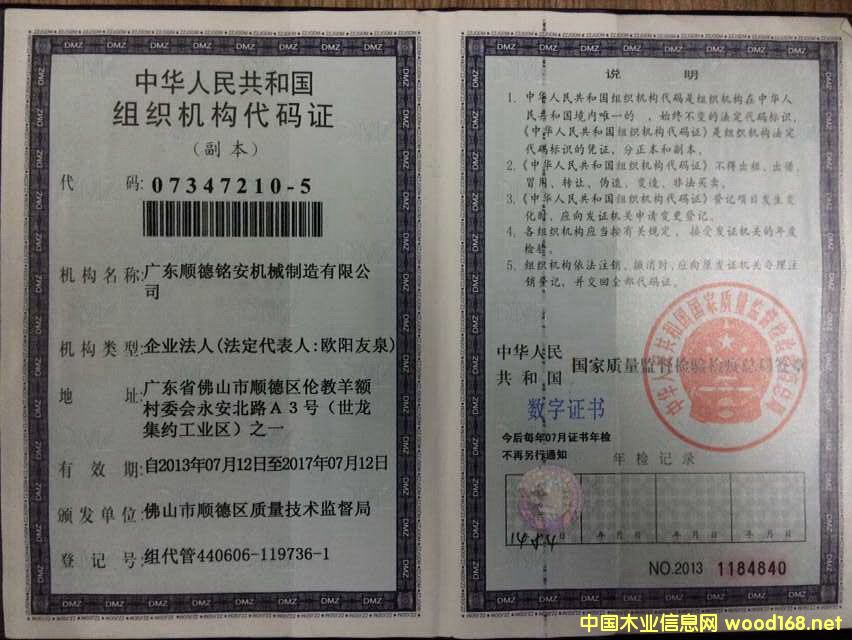 中华人民共和国
组织机构代码证
(副本)
代 码: 07347210-5
机构名称: 广东顺德铭安机械制造有限公
司
机构类型: 企业法人(法定代表人:欧阳友泉)
地 址: 广东省佛山市顺德区伦教羊额
村委会永安北路A3号(世龙
集约工业区)之一
有 效 期: 自2013年07月12日至2017年07月12日
颁发单位: 佛山市顺德区质量技术监督局
登 记 号: 组代管440606-119736-1
说 明
1. 中华人民共和国组织机构代码是组织机构在中华人
民共和国境内唯一的、始终不变的法定代码标识,
《中华人民共和国组织机构代码证》是组织机构法定
代码标识的凭证,分正本和副本。
2.《中华人民共和国组织机构代码证》不得出租、出借、
冒用、转让、伪造、变造、非法买卖。
3.《中华人民共和国组织机构代码证》登记项目发生变
化时,应向发证机关申请变更登记。
4. 各组织机构应当按有关规定,接受发证机关的年度
检验。
5. 组织机构依法注销、撤消时,应向原发证机关办理注
销登记,并交回全部代码证。
中华人民
共和国
国家质量监督检验检疫总局签章
数字证书
今后每年07月证书年检
不再另行通知
年检记录
日 年 月 日 年 月 日 年 月 日
NO.2013 1184840
中国木业信息网 wood168.net